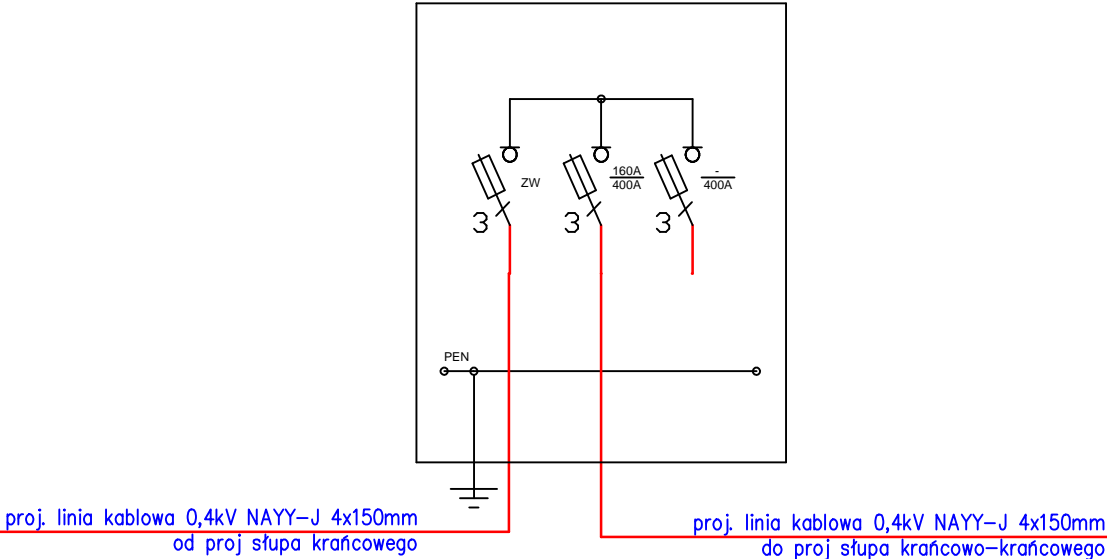 ZW
160A
400A
-
400A
3
3
3
PEN
proj. linia kablowa 0,4kV NAYY-J 4x150mm
od proj słupa krańcowego
proj. linia kablowa 0,4kV NAYY-J 4x150mm
do proj słupa krańcowo-krańcowego